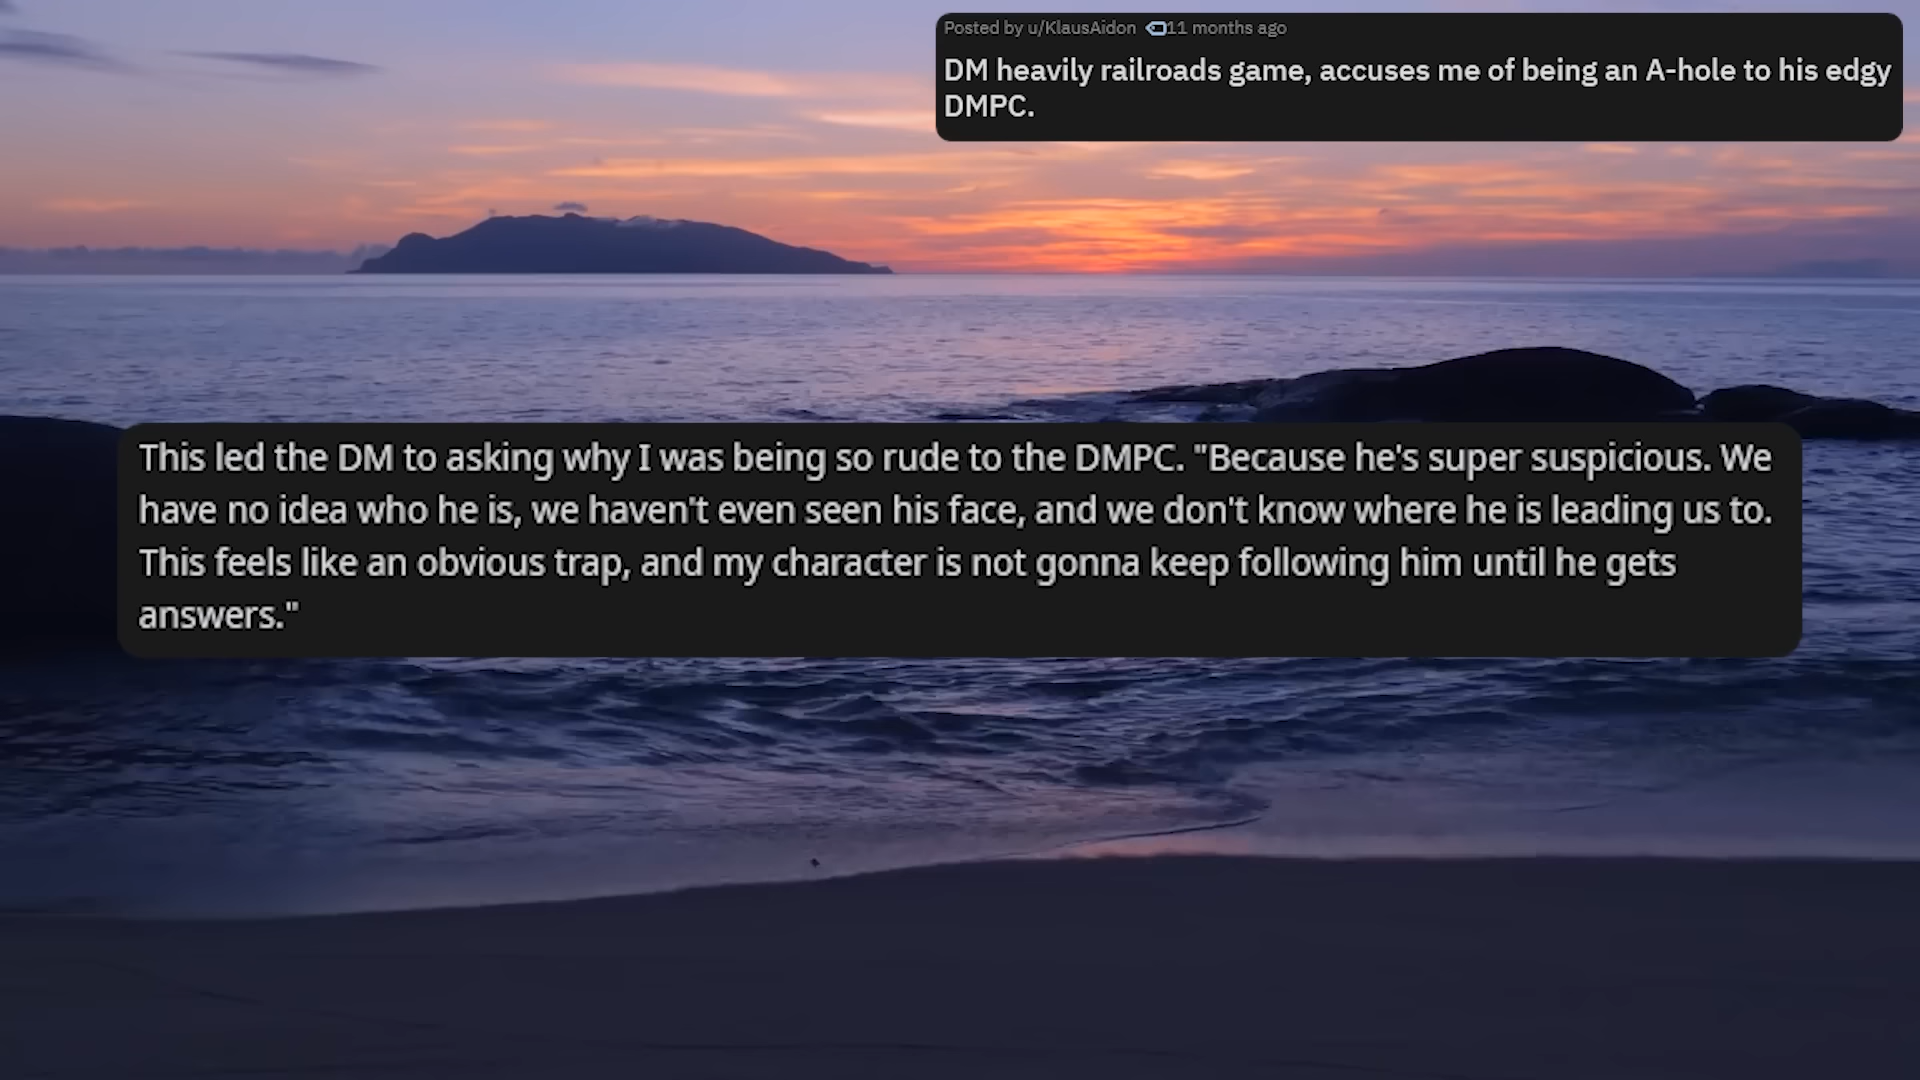 Posted by u/KlausAidon 11 months ago
DM heavily railroads game, accuses me of being an A-hole to his edgy
DMPC.
This led the DM to asking why I was being so rude to the DMPC. "Because he's super suspicious. We
have no idea who he is, we haven't even seen his face, and we don't know where he is leading us to.
This feels like an obvious trap, and my character is not gonna keep following him until he gets
answers."